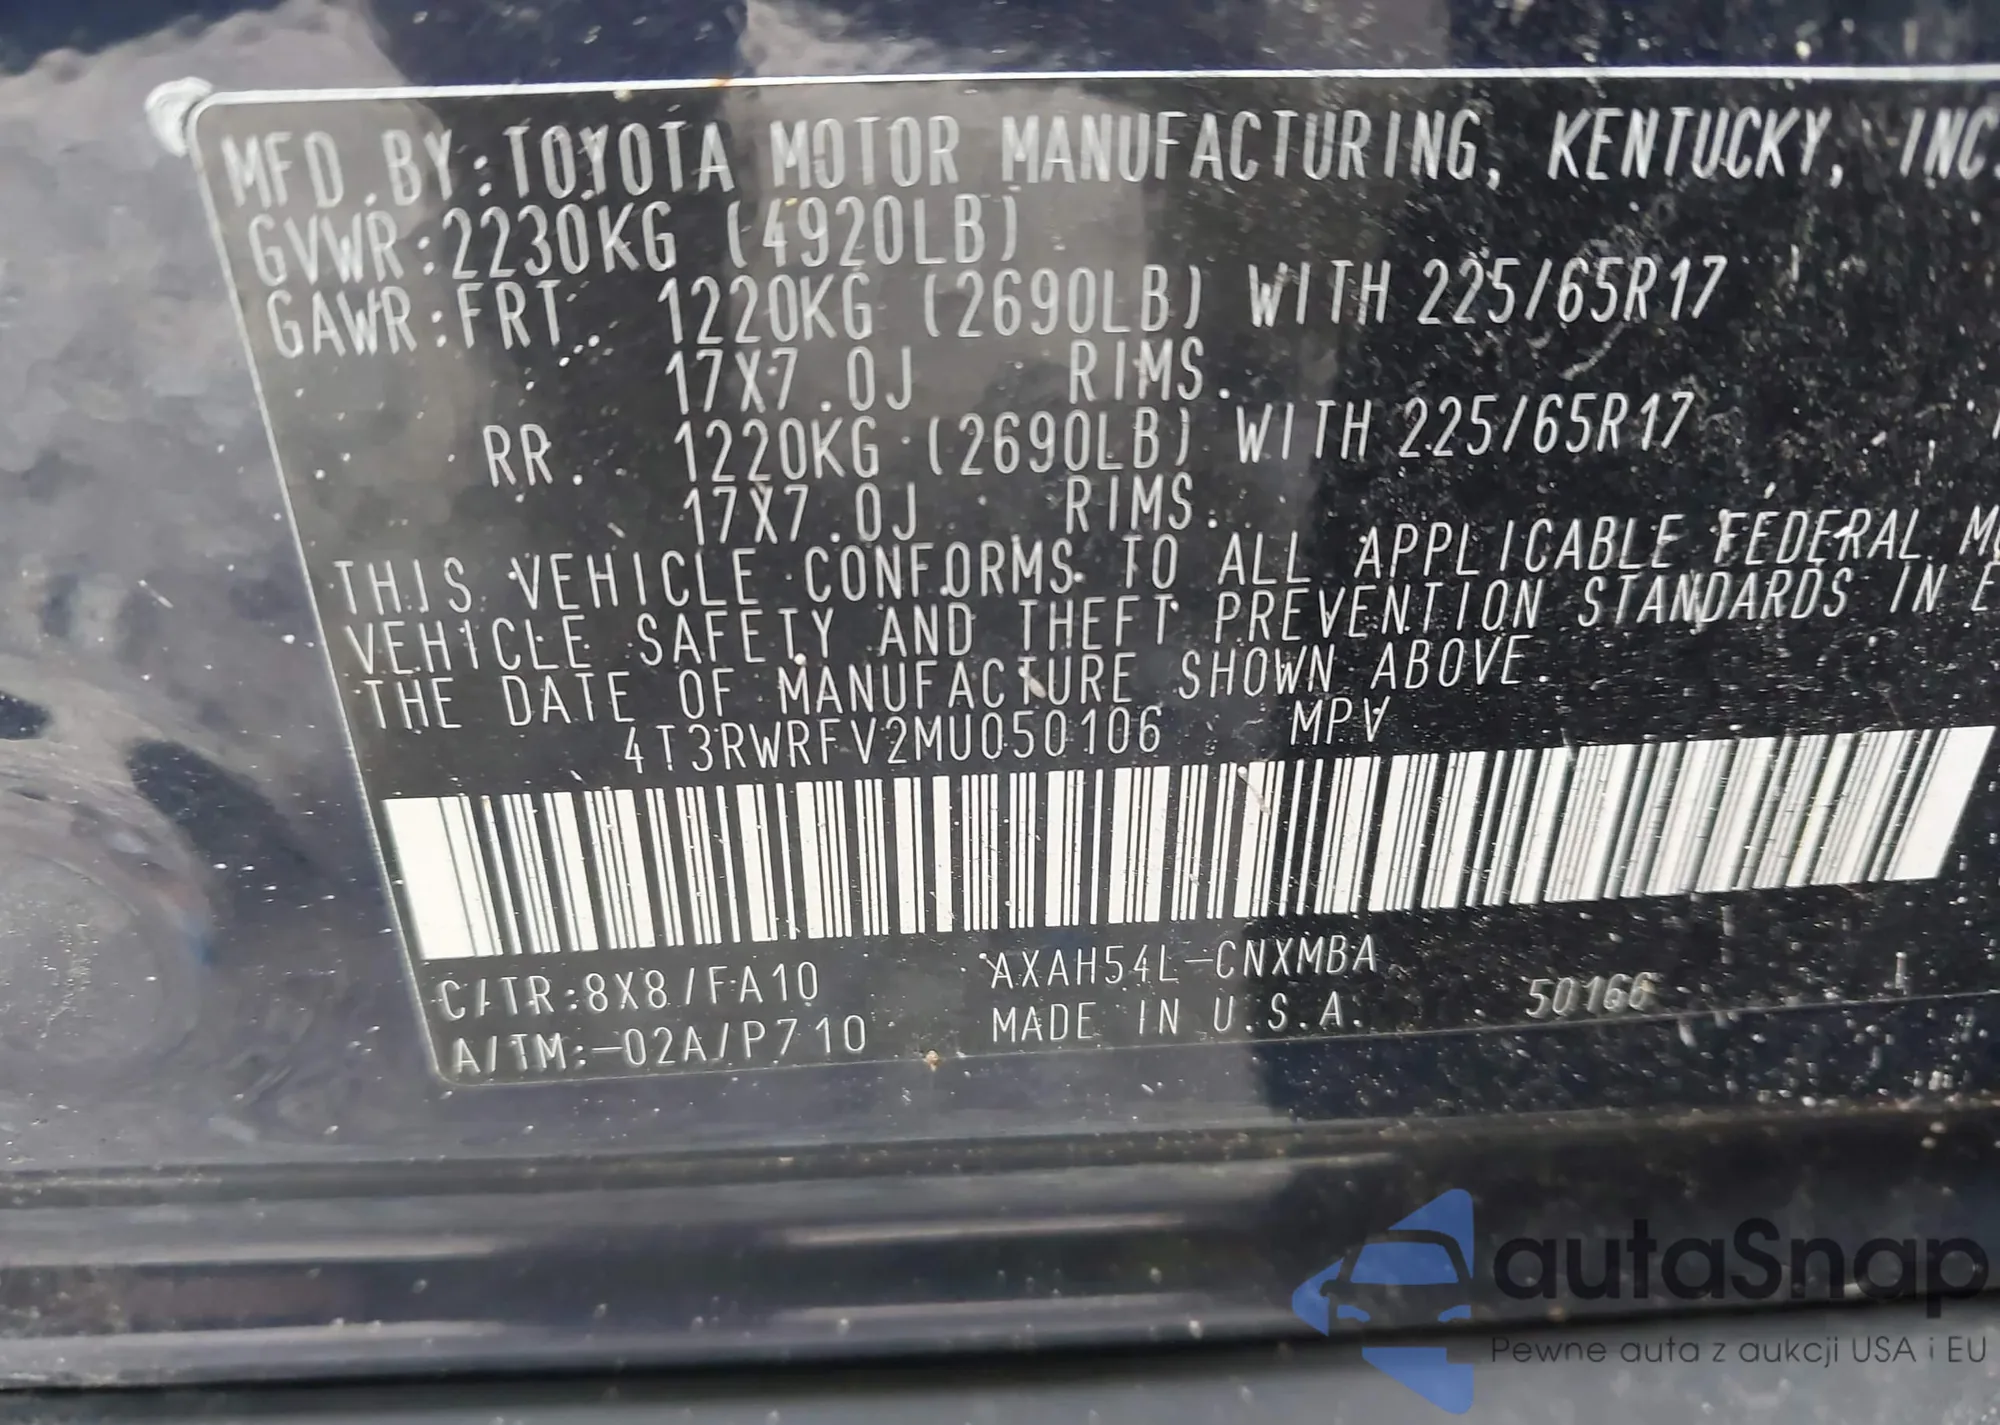 MFD.BY:TOYOTA MOTOR MANUFACTURING, KENTUCKY, INC.
GVWR:2230KG (4920LB)
GAWR:FRT. 1220KG (2690LB) WITH 225/65R17
17X7.0J RIMS.
RR. 1220KG (2690LB) WITH 225/65R17
17X7.0J RIMS.
THIS VEHICLE CONFORMS TO ALL APPLICABLE FEDERAL
VEHICLE SAFETY AND THEFT PREVENTION STANDARDS IN
THE DATE OF MANUFACTURE SHOWN ABOVE
4T3RWRFV2MU050106 MPV
C/TR:8X8/FA10 AXAH54L-CNXMBA
A/TM:-02A/P710 MADE IN U.S.A. 50166
autaSnap
Pewne auta z aukcji USA i EU